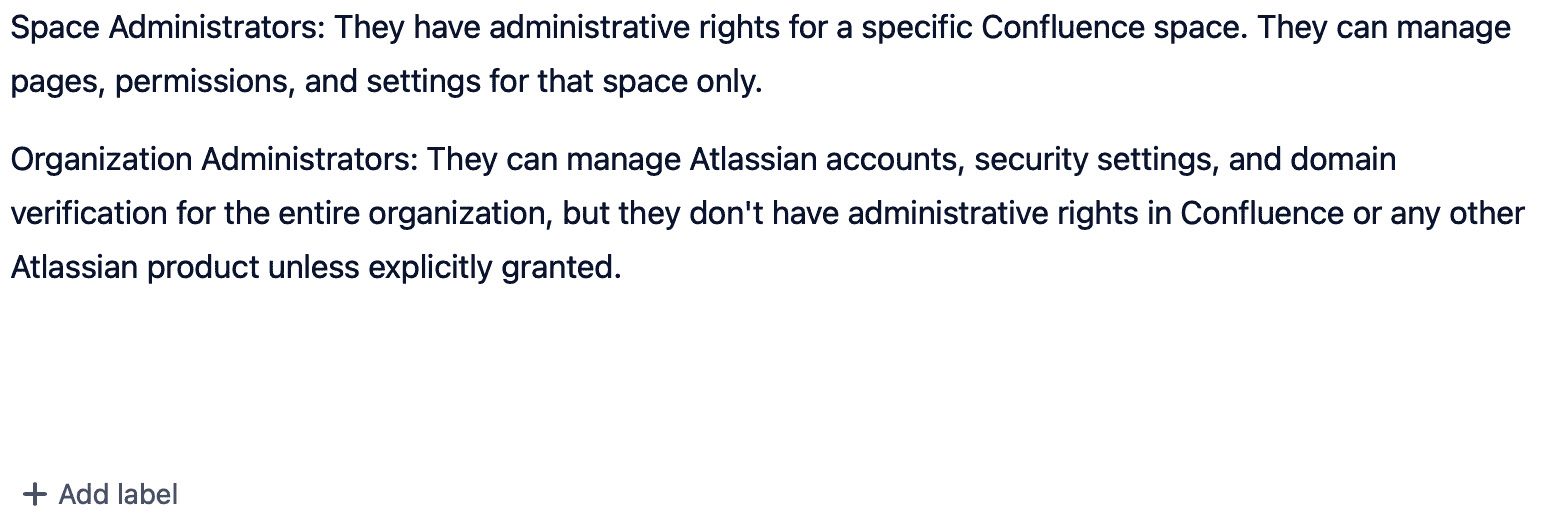 Space Administrators: They have administrative rights for a specific Confluence space. They can manage
pages, permissions, and settings for that space only.
Organization Administrators: They can manage Atlassian accounts, security settings, and domain
verification for the entire organization, but they don't have administrative rights in Confluence or any other
Atlassian product unless explicitly granted.
+ Add label